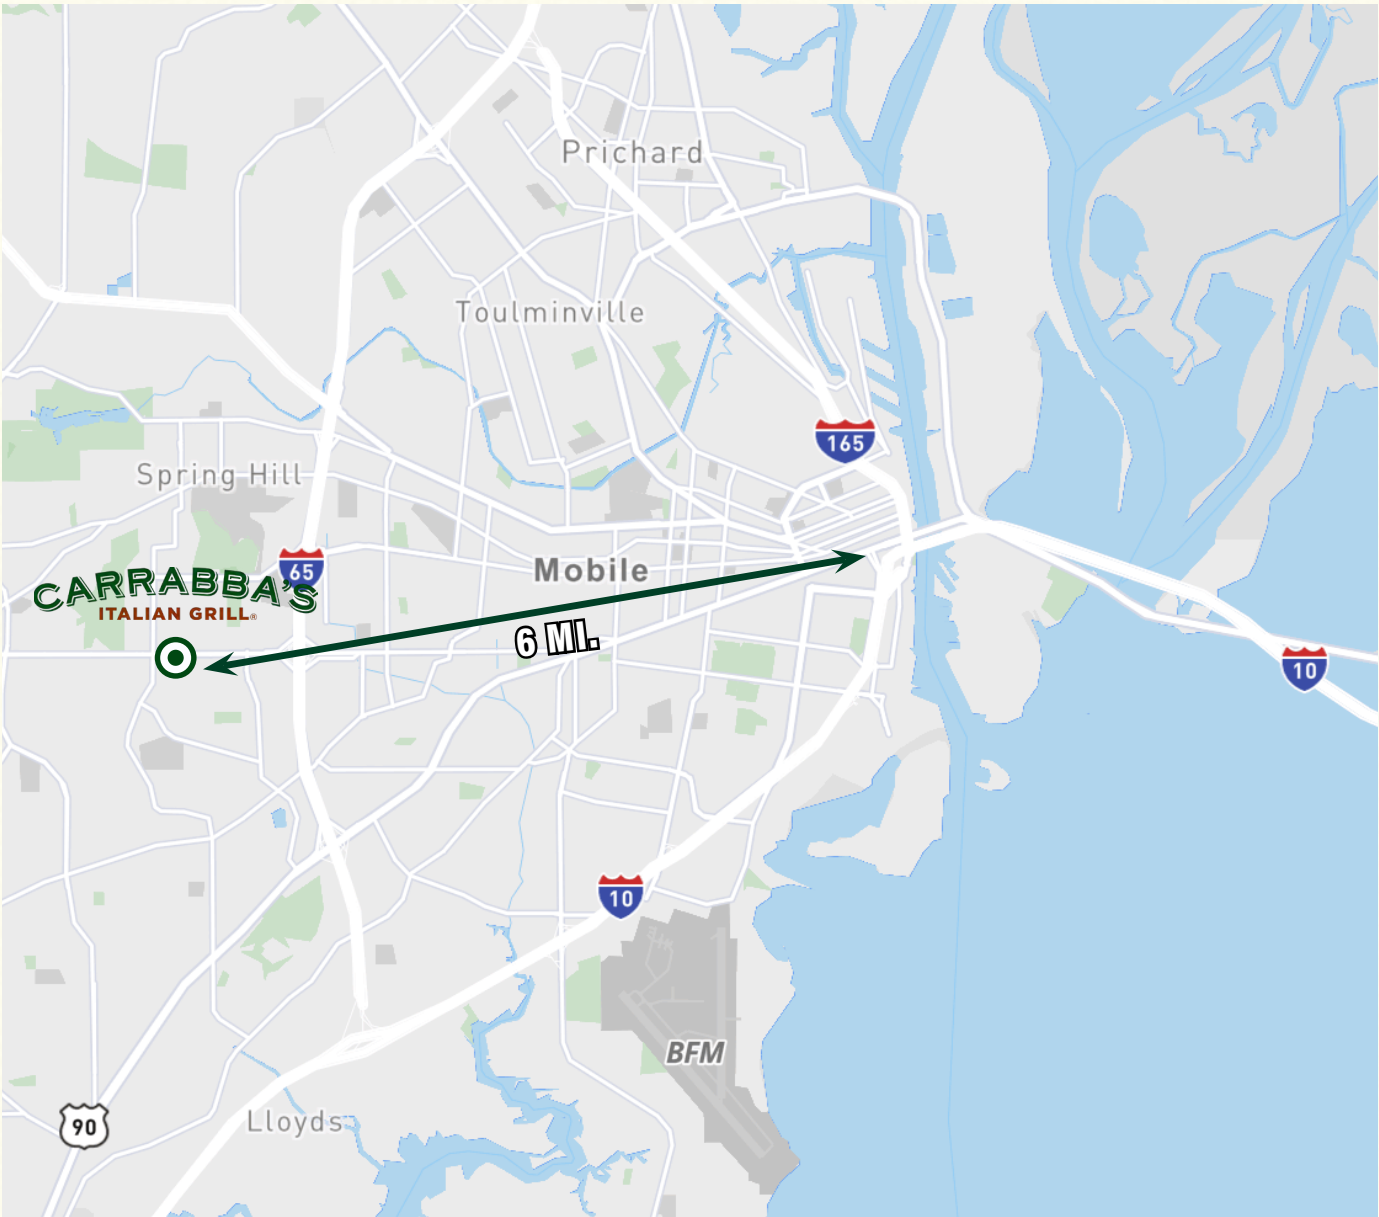 Prichard
Toulminville
165
Spring Hill
65
Mobile
CARRABBA'S
ITALIAN GRILL®
6 MI.
10
10
BFM
90
Lloyds